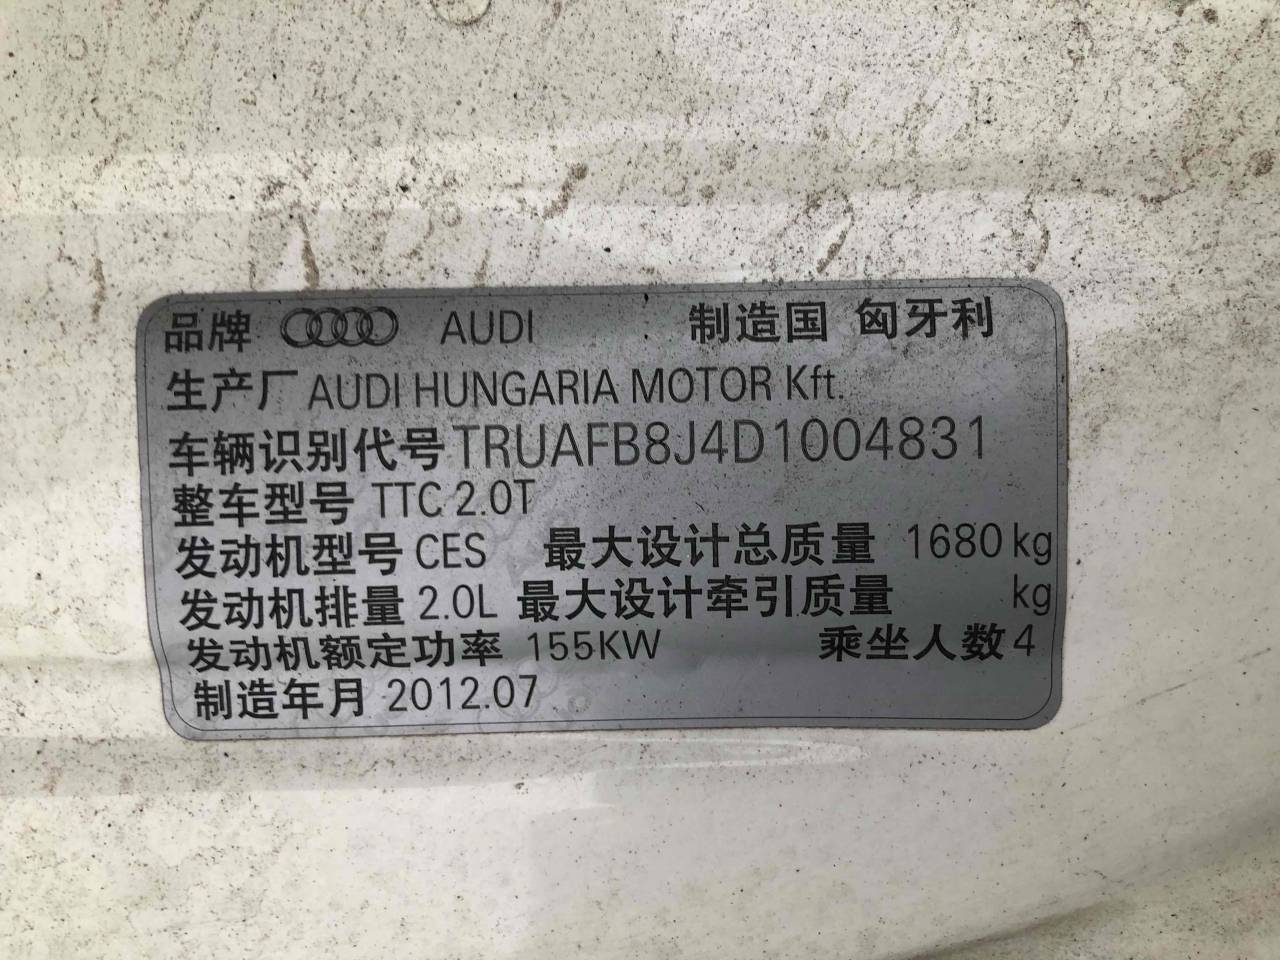 品牌 AUDI 制造国 匈牙利
生产厂 AUDI HUNGARIA MOTOR Kft.
车辆识别代号 TRUAFB8J4D1004831
整车型号 TTC 2.0T
发动机型号 CES 最大设计总质量 1680 kg
发动机排量 2.0L 最大设计牵引质量 kg
发动机额定功率 155KW 乘坐人数 4
制造年月 2012.07